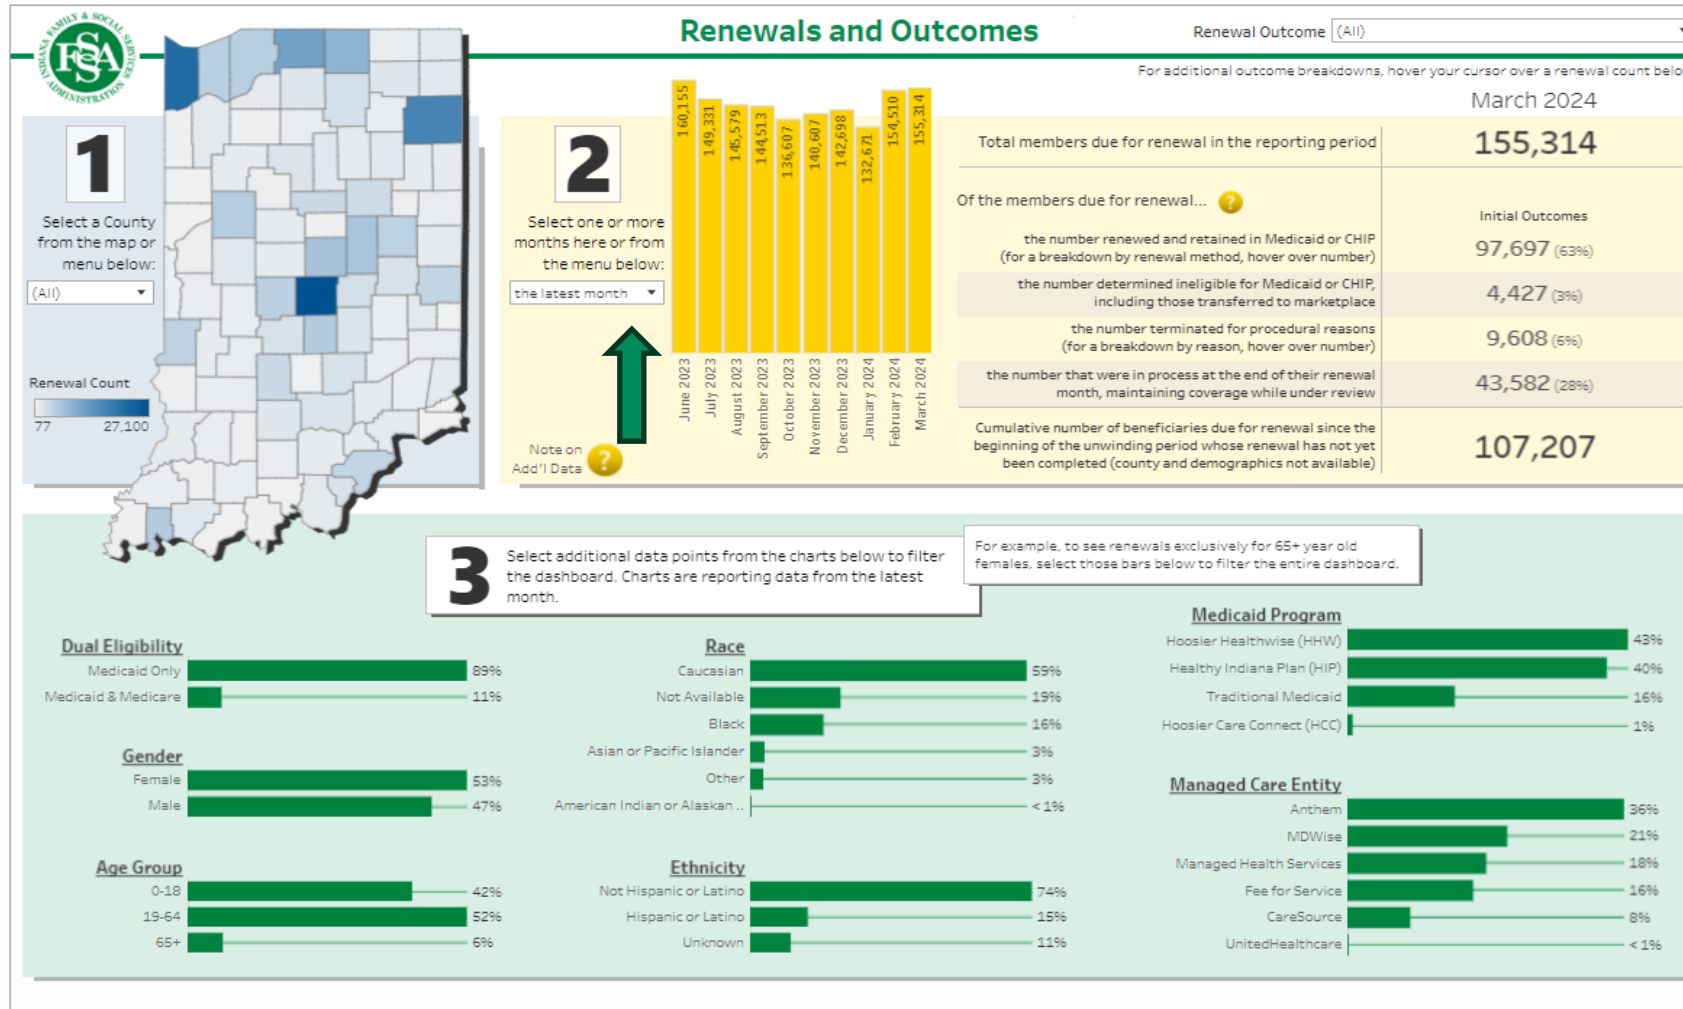 INDIANA FAMILY & SOCIAL SERVICES ADMINISTRATION
FSSA
Renewals and Outcomes
Renewal Outcome (All)
For additional outcome breakdowns, hover your cursor over a renewal count belo
1
Select a County
from the map or
menu below:
(All)
Renewal Count
77 27,100
2
Select one or more
months here or from
the menu below:
the latest month
Note on
Add'l Data ?
160,155
149,331
145,579
144,513
136,607
140,607
142,698
132,671
154,510
155,314
June 2023
July 2023
August 2023
September 2023
October 2023
November 2023
December 2023
January 2024
February 2024
March 2024
March 2024
Total members due for renewal in the reporting period 155,314
Of the members due for renewal... ?
Initial Outcomes
the number renewed and retained in Medicaid or CHIP
(for a breakdown by renewal method, hover over number) 97,697 (63%)
the number determined ineligible for Medicaid or CHIP,
including those transferred to marketplace 4,427 (3%)
the number terminated for procedural reasons
(for a breakdown by reason, hover over number) 9,608 (6%)
the number that were in process at the end of their renewal
month, maintaining coverage while under review 43,582 (28%)
Cumulative number of beneficiaries due for renewal since the
beginning of the unwinding period whose renewal has not yet
been completed (county and demographics not available) 107,207
3
Select additional data points from the charts below to filter
the dashboard. Charts are reporting data from the latest
month.
For example, to see renewals exclusively for 65+ year old
females, select those bars below to filter the entire dashboard.
Dual Eligibility
Medicaid Only 89%
Medicaid & Medicare 11%
Gender
Female 53%
Male 47%
Age Group
0-18 42%
19-64 52%
65+ 6%
Race
Caucasian 59%
Not Available 19%
Black 16%
Asian or Pacific Islander 3%
Other 3%
American Indian or Alaskan .. < 1%
Ethnicity
Not Hispanic or Latino 74%
Hispanic or Latino 15%
Unknown 11%
Medicaid Program
Hoosier Healthwise (HHW) 43%
Healthy Indiana Plan (HIP) 40%
Traditional Medicaid 16%
Hoosier Care Connect (HCC) 1%
Managed Care Entity
Anthem 36%
MDWise 21%
Managed Health Services 18%
Fee for Service 16%
CareSource 8%
UnitedHealthcare < 1%